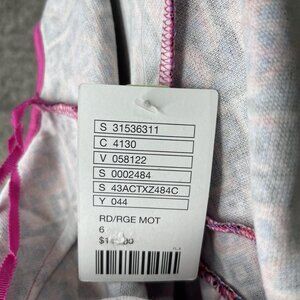 S 31536311
C 4130
V 058122
S 0002484
S 43ACTXZ484C
Y 044
RD/RGE MOT
6